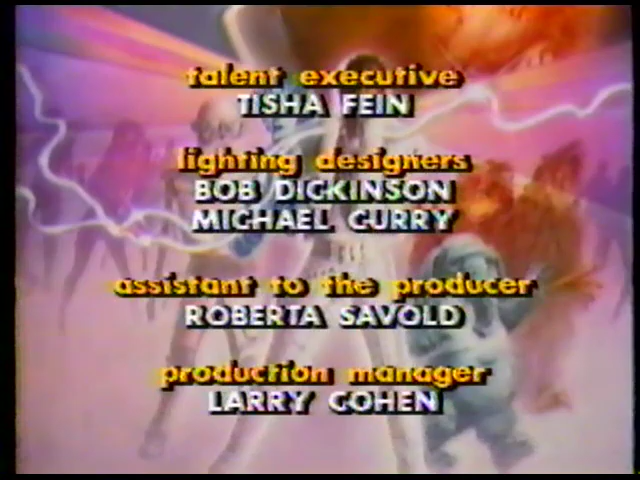 talent executive
TISHA FEIN
lighting designers
BOB DICKINSON
MICHAEL CURRY
assistant to the producer
ROBERTA SAVOLD
production manager
LARRY COHEN